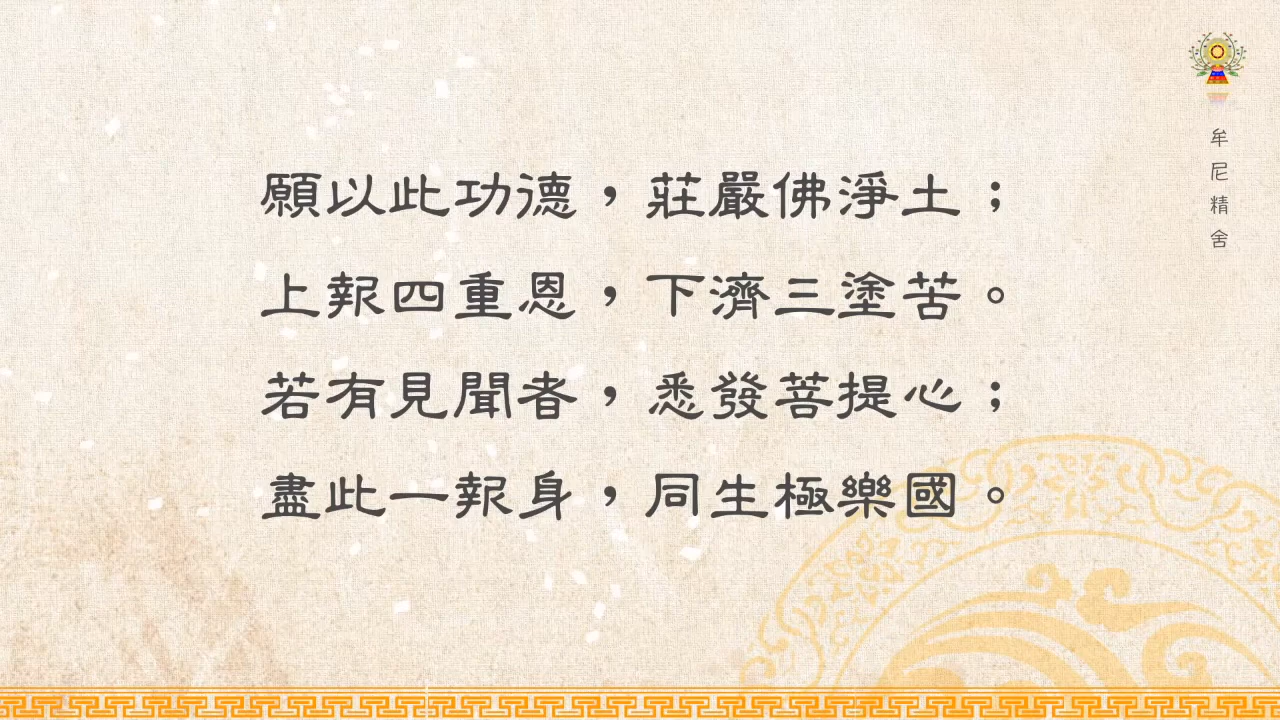 願以此功德，莊嚴佛淨土；
上報四重恩，下濟三塗苦。
若有見聞者，悉發菩提心；
盡此一報身，同生極樂國。
牟尼精舍